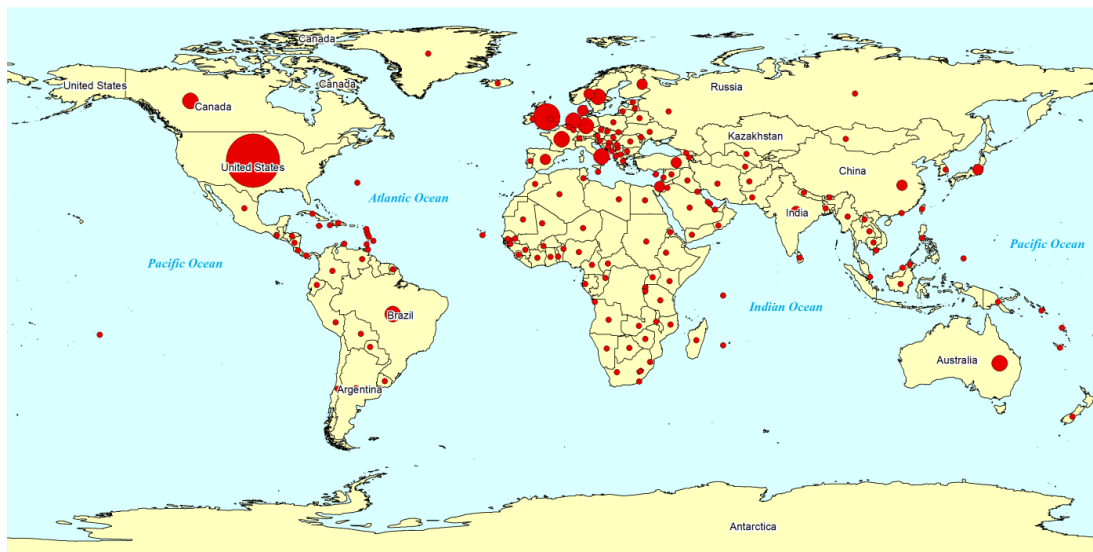 Canada
United States
Canada
Russia
Canada
Kazakhstan
United States
China
Atlantic Ocean
India
Pacific Ocean
Pacific Ocean
Indian Ocean
Brazil
Australia
Argentina
Antarctica